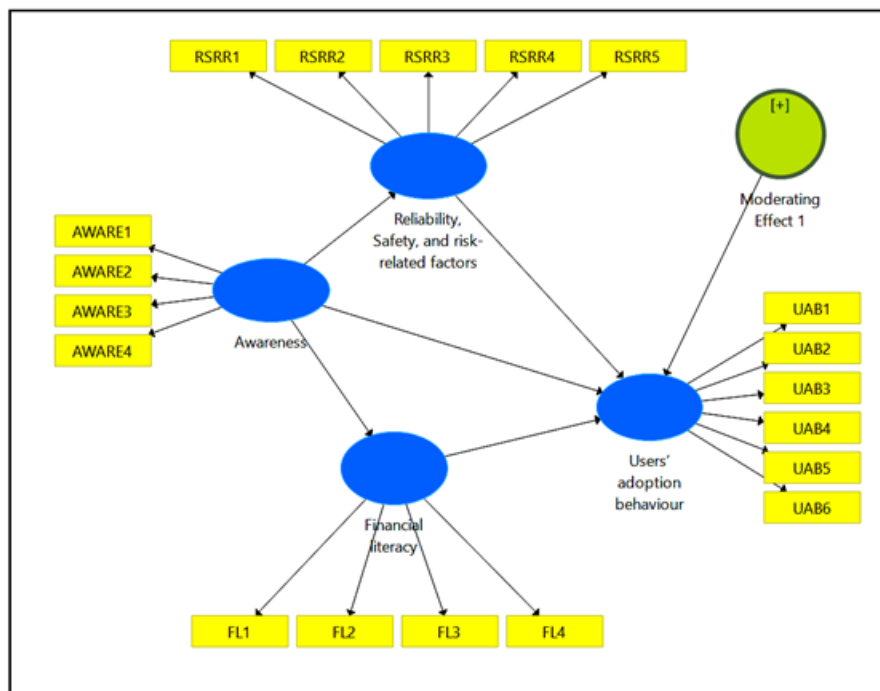 RSRR1 RSRR2 RSRR3 RSRR4 RSRR5
[+]
Moderating
Effect 1
Reliability,
Safety, and risk-
related factors
AWARE1
AWARE2
AWARE3
AWARE4
Awareness
UAB1
UAB2
UAB3
UAB4
UAB5
UAB6
Users’
adoption
behaviour
Financial
literacy
FL1 FL2 FL3 FL4